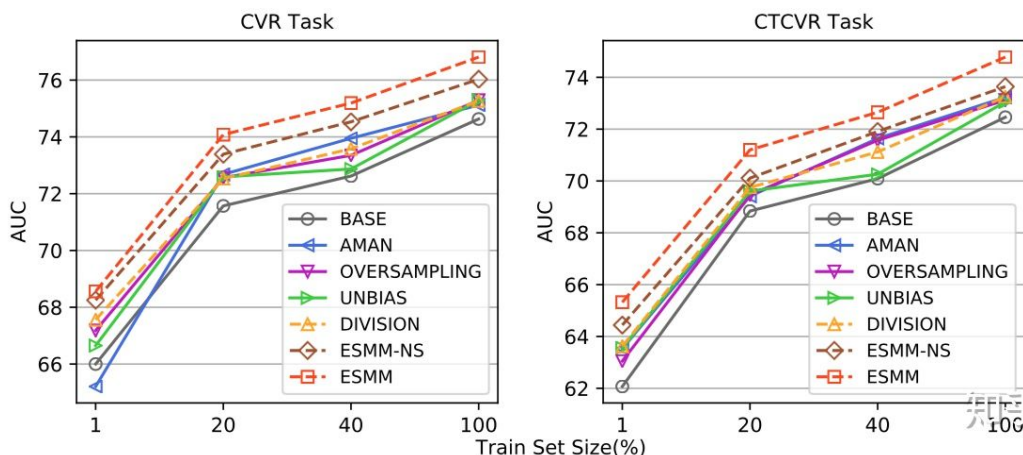 CVR Task
AUC
76
74
72
70
68
66
1
20
40
100
BASE
AMAN
OVERSAMPLING
UNBIAS
DIVISION
ESMM-NS
ESMM
CTCVR Task
AUC
74
72
70
68
66
64
62
1
20
40
100
BASE
AMAN
OVERSAMPLING
UNBIAS
DIVISION
ESMM-NS
ESMM
Train Set Size(%)